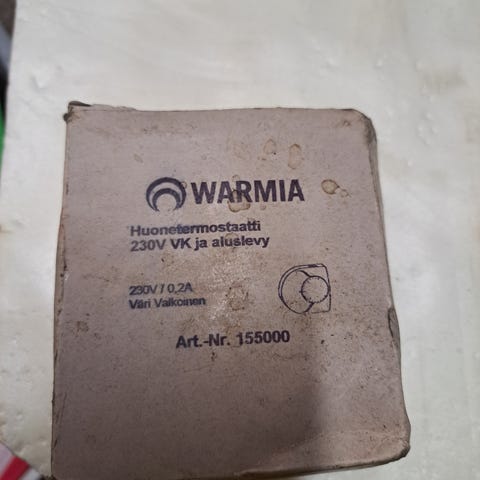 WARMIA
Huonetermostaatti
230V VK ja aluslevy
230V / 0,2A
Väri Valkoinen
Art.-Nr. 155000